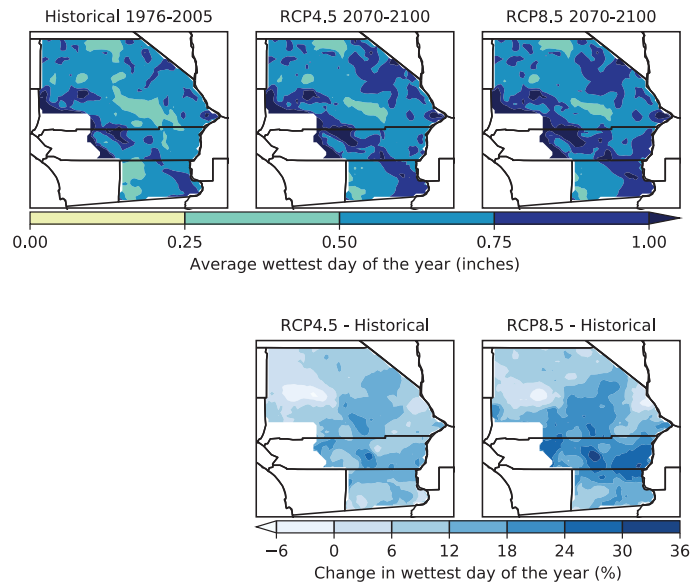 Historical 1976-2005 RCP4.5 2070-2100 RCP8.5 2070-2100
0.00 0.25 0.50 0.75 1.00
Average wettest day of the year (inches)
RCP4.5 - Historical RCP8.5 - Historical
−6 0 6 12 18 24 30 36
Change in wettest day of the year (%)